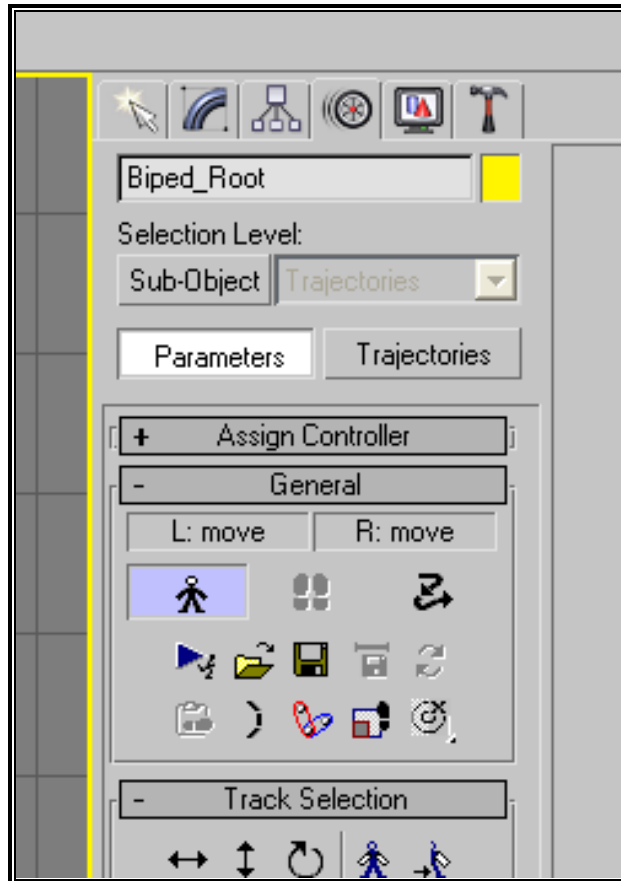 Biped_Root
Selection Level:
Sub-Object Trajectories
Parameters Trajectories
+ Assign Controller
- General
L: move R: move
- Track Selection